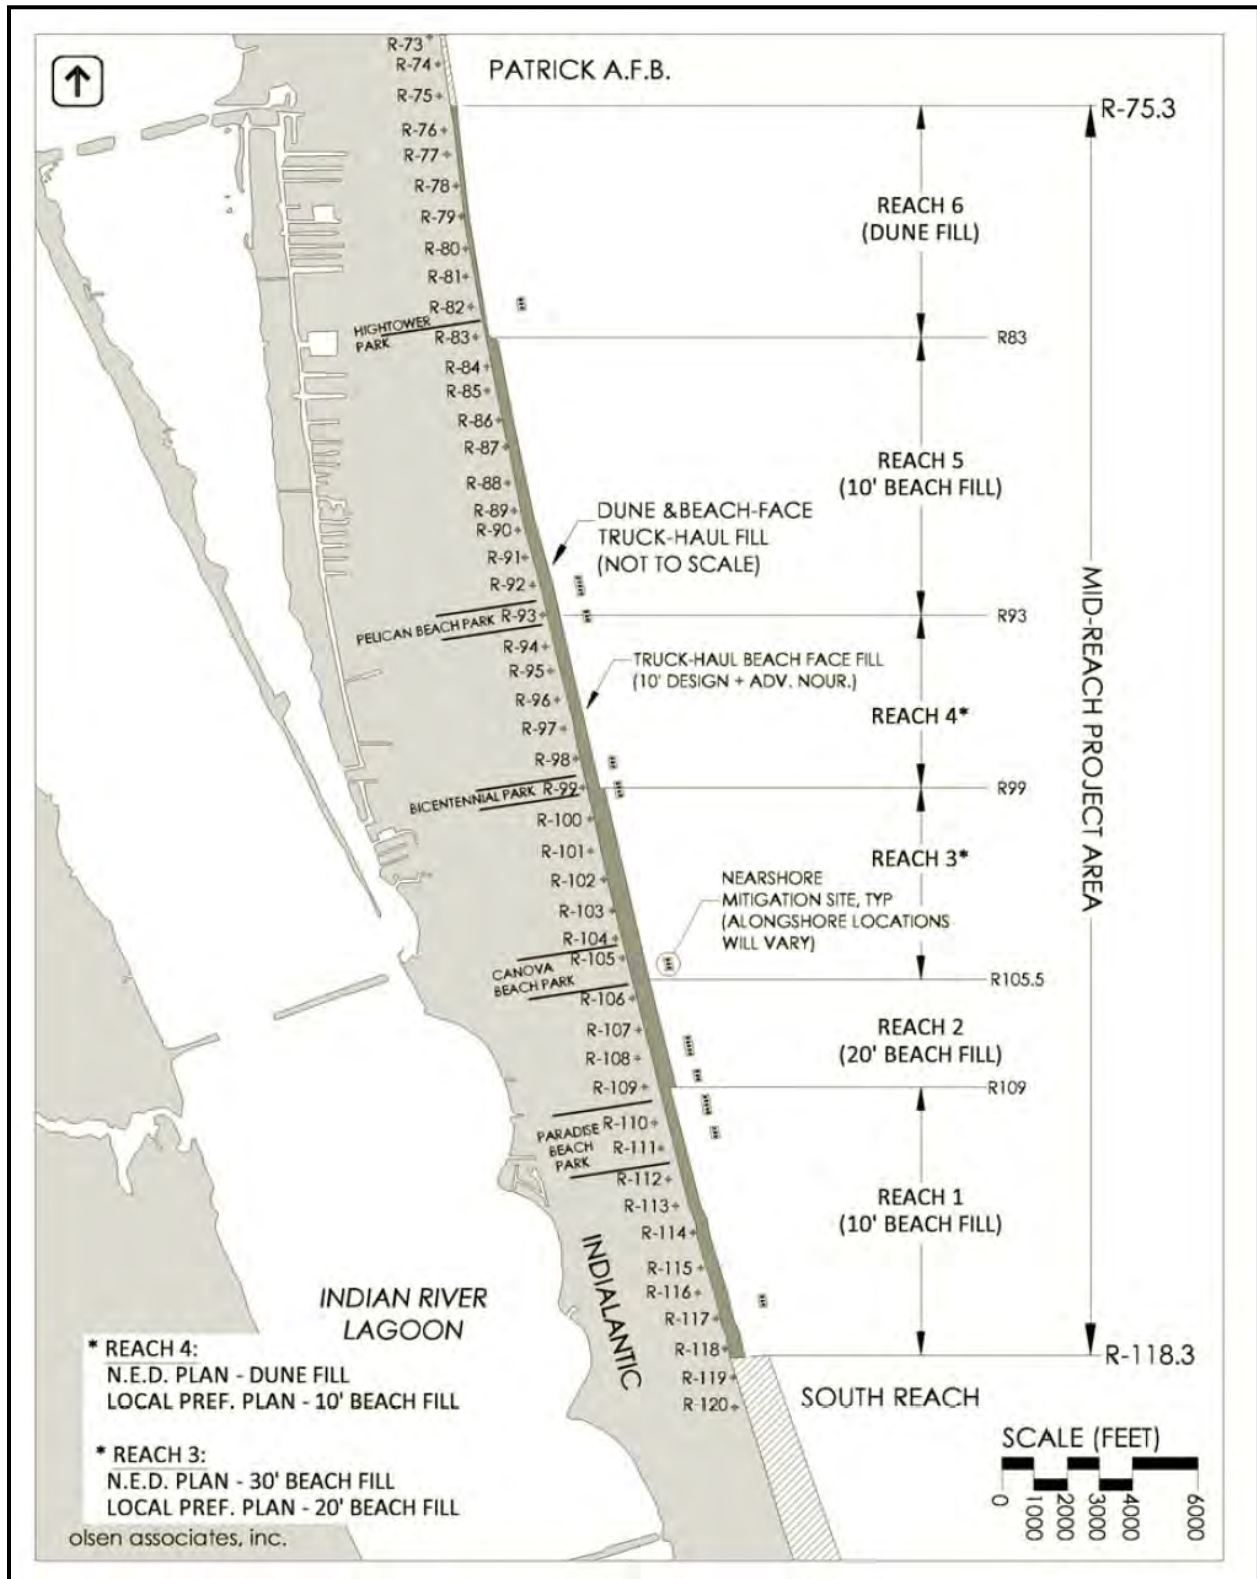 R-73
R-74
PATRICK A.F.B.
R-75
R-75.3
R-76
R-77
R-78
R-79
R-80
R-81
R-82
REACH 6
(DUNE FILL)
HIGHTOWER
PARK
R-83
R83
R-84
R-85
R-86
R-87
R-88
R-89
R-90
R-91
R-92
REACH 5
(10' BEACH FILL)
DUNE &BEACH-FACE
TRUCK-HAUL FILL
(NOT TO SCALE)
PELICAN BEACH PARK
R-93
R93
R-94
R-95
R-96
R-97
R-98
TRUCK-HAUL BEACH FACE FILL
(10' DESIGN + ADV. NOUR.)
REACH 4*
MID-REACH PROJECT AREA
BICENTENNIAL PARK
R-99
R99
R-100
R-101
R-102
R-103
R-104
REACH 3*
NEARSHORE
MITIGATION SITE, TYP
(ALONGSHORE LOCATIONS
WILL VARY)
CANOVA
BEACH PARK
R-105
R105.5
R-106
R-107
R-108
R-109
REACH 2
(20' BEACH FILL)
R109
PARADISE
BEACH
PARK
R-110
R-111
R-112
R-113
R-114
R-115
R-116
R-117
R-118
R-119
R-120
REACH 1
(10' BEACH FILL)
R-118.3
INDIALANTIC
INDIAN RIVER
LAGOON
SOUTH REACH
* REACH 4:
N.E.D. PLAN - DUNE FILL
LOCAL PREF. PLAN - 10' BEACH FILL
* REACH 3:
N.E.D. PLAN - 30' BEACH FILL
LOCAL PREF. PLAN - 20' BEACH FILL
olsen associates, inc.
SCALE (FEET)
0
1000
2000
3000
4000
6000